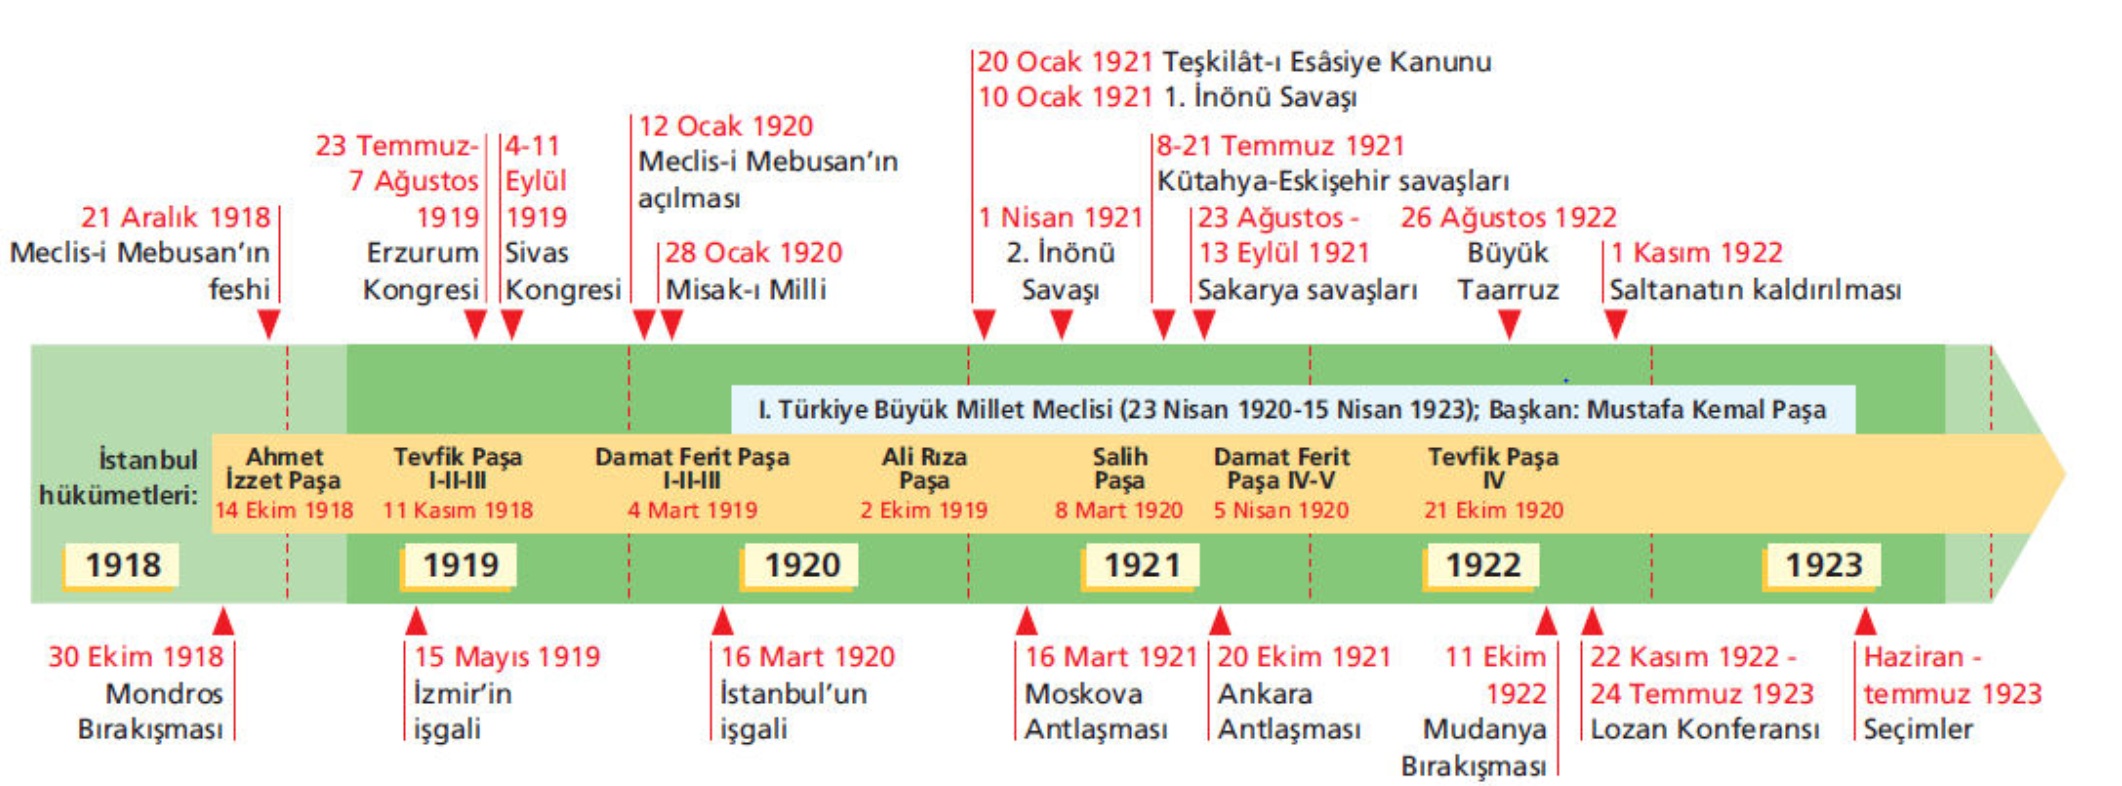 20 Ocak 1921 Teşkilât-ı Esâsiye Kanunu
10 Ocak 1921 1. İnönü Savaşı
12 Ocak 1920
Meclis-i Mebusan’ın
açılması
23 Temmuz-
7 Ağustos
1919
Erzurum
Kongresi
4-11
Eylül
1919
Sivas
Kongresi
8-21 Temmuz 1921
Kütahya-Eskişehir savaşları
21 Aralık 1918
Meclis-i Mebusan’ın
feshi
28 Ocak 1920
Misak-ı Milli
1 Nisan 1921
2. İnönü
Savaşı
23 Ağustos -
13 Eylül 1921
Sakarya savaşları
26 Ağustos 1922
Büyük
Taarruz
1 Kasım 1922
Saltanatın kaldırılması
I. Türkiye Büyük Millet Meclisi (23 Nisan 1920-15 Nisan 1923); Başkan: Mustafa Kemal Paşa
İstanbul
hükümetleri:
Ahmet
İzzet Paşa
14 Ekim 1918
Tevfik Paşa
I-II-III
11 Kasım 1918
Damat Ferit Paşa
I-II-III
4 Mart 1919
Ali Rıza
Paşa
2 Ekim 1919
Salih
Paşa
8 Mart 1920
Damat Ferit
Paşa IV-V
5 Nisan 1920
Tevfik Paşa
IV
21 Ekim 1920
1918
1919
1920
1921
1922
1923
30 Ekim 1918
Mondros
Bırakışması
15 Mayıs 1919
İzmir’in
işgali
16 Mart 1920
İstanbul’un
işgali
16 Mart 1921
Moskova
Antlaşması
20 Ekim 1921
Ankara
Antlaşması
11 Ekim
1922
Mudanya
Bırakışması
22 Kasım 1922 -
24 Temmuz 1923
Lozan Konferansı
Haziran -
temmuz 1923
Seçimler